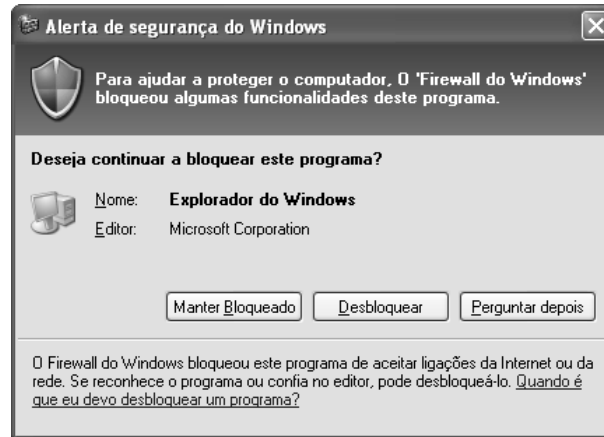 Alerta de segurança do Windows
Para ajudar a proteger o computador, O 'Firewall do Windows'
bloqueou algumas funcionalidades deste programa.
Deseja continuar a bloquear este programa?
Nome: Explorador do Windows
Editor: Microsoft Corporation
Manter Bloqueado Desbloquear Perguntar depois
O Firewall do Windows bloqueou este programa de aceitar ligações da Internet ou da
rede. Se reconhece o programa ou confia no editor, pode desbloqueá-lo. Quando é
que eu devo desbloquear um programa?